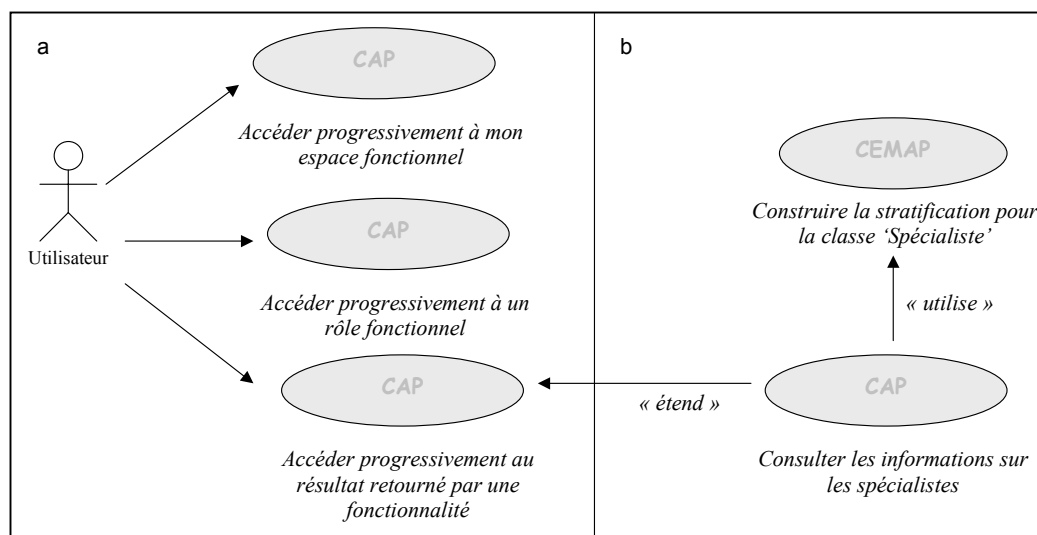 a
CAP
Accéder progressivement à mon
espace fonctionnel
Utilisateur
CAP
Accéder progressivement à un
rôle fonctionnel
CAP
Accéder progressivement au
résultat retourné par une
fonctionnalité
b
CEMAP
Construire la stratification pour
la classe ‘Spécialiste’
« utilise »
« étend »
CAP
Consulter les informations sur
les spécialistes